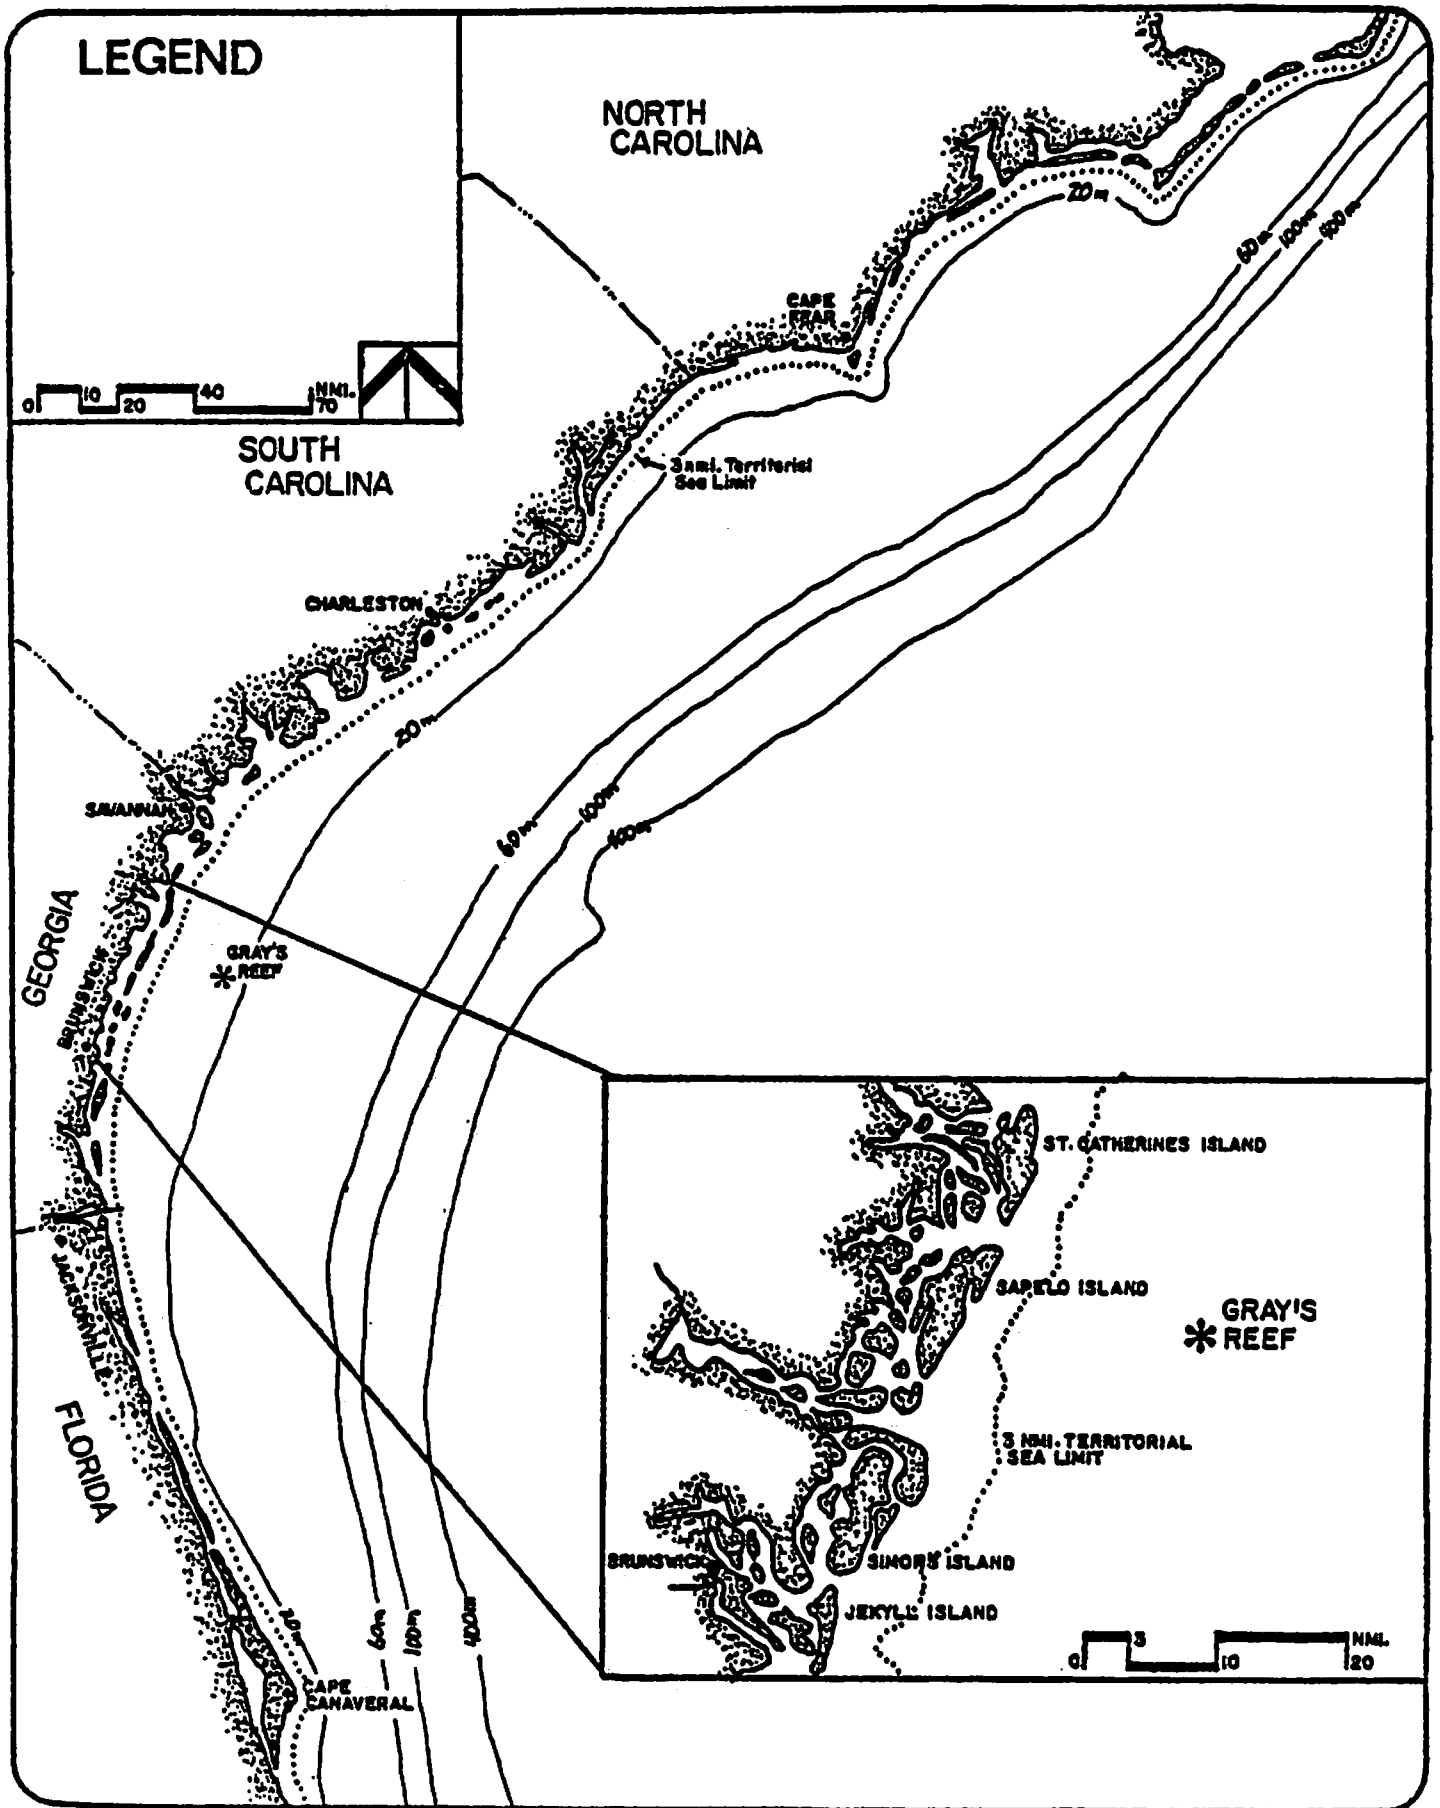 LEGEND
NORTH
CAROLINA
20m
60m
100m
400m
CAPE
FEAR
0 10 20 40 70 NMI.
SOUTH
CAROLINA
3 nmi. Territorial
Sea Limit
CHARLESTON
20m
SAVANNAH
60m
100m
400m
GEORGIA
BRUNSWICK
GRAY'S
REEF
ST. CATHERINES ISLAND
JACKSONVILLE
SAPELO ISLAND
GRAY'S
REEF
FLORIDA
3 NMI. TERRITORIAL
SEA LIMIT
BRUNSWICK
SIMONS ISLAND
JEKYLL ISLAND
20m
60m
100m
400m
0 3 10 20 NMI.
CAPE
CANAVERAL